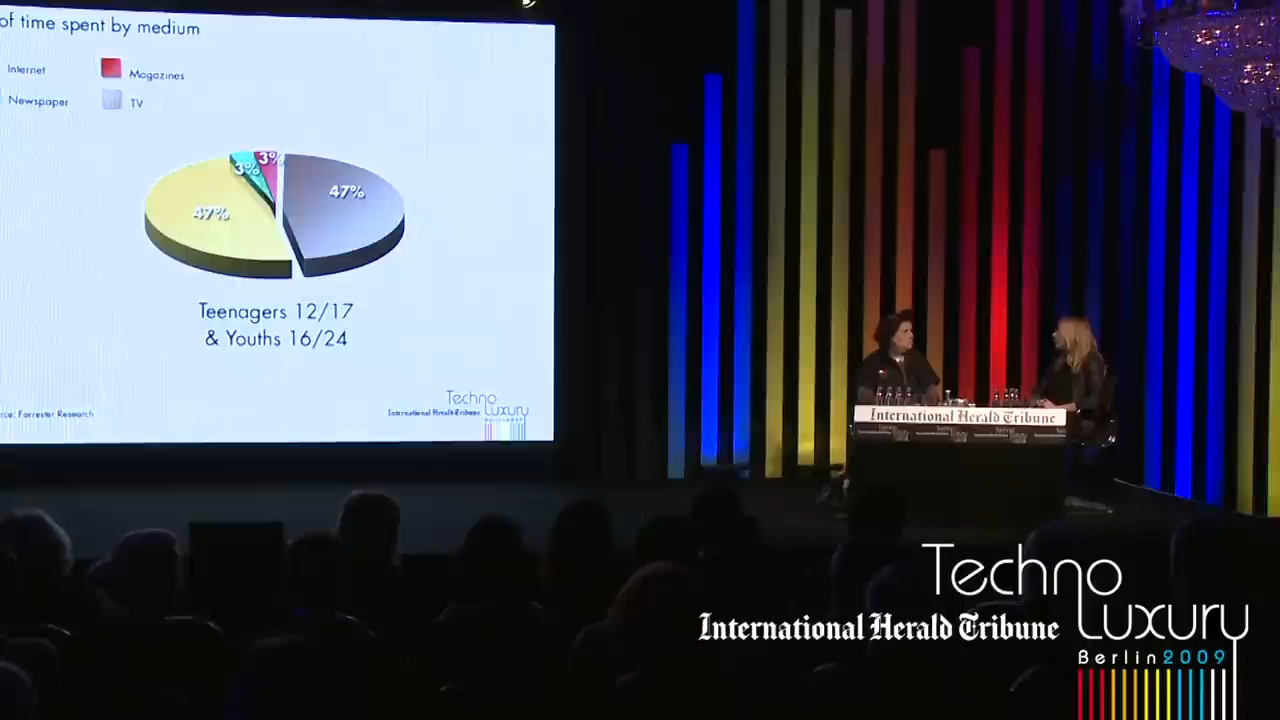 of time spent by medium
Internet
Magazines
Newspaper
TV
3%
3%
47%
47%
Teenagers 12/17
& Youths 16/24
rce: Forrester Research
International Herald Tribune
Techno
Luxury
International Herald Tribune
Techno
Luxury
International Herald Tribune
Berlin2009